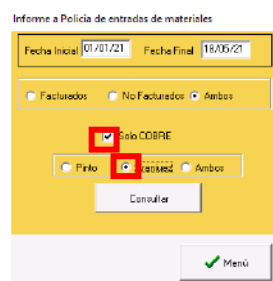 Informe a Policia de entradas de materiales
Fecha Inicial 01/01/21 Fecha Final 18/05/21
Facturados No Facturados Ambos
Solo COBRE
Pinto Ambos
Consultar
Menú